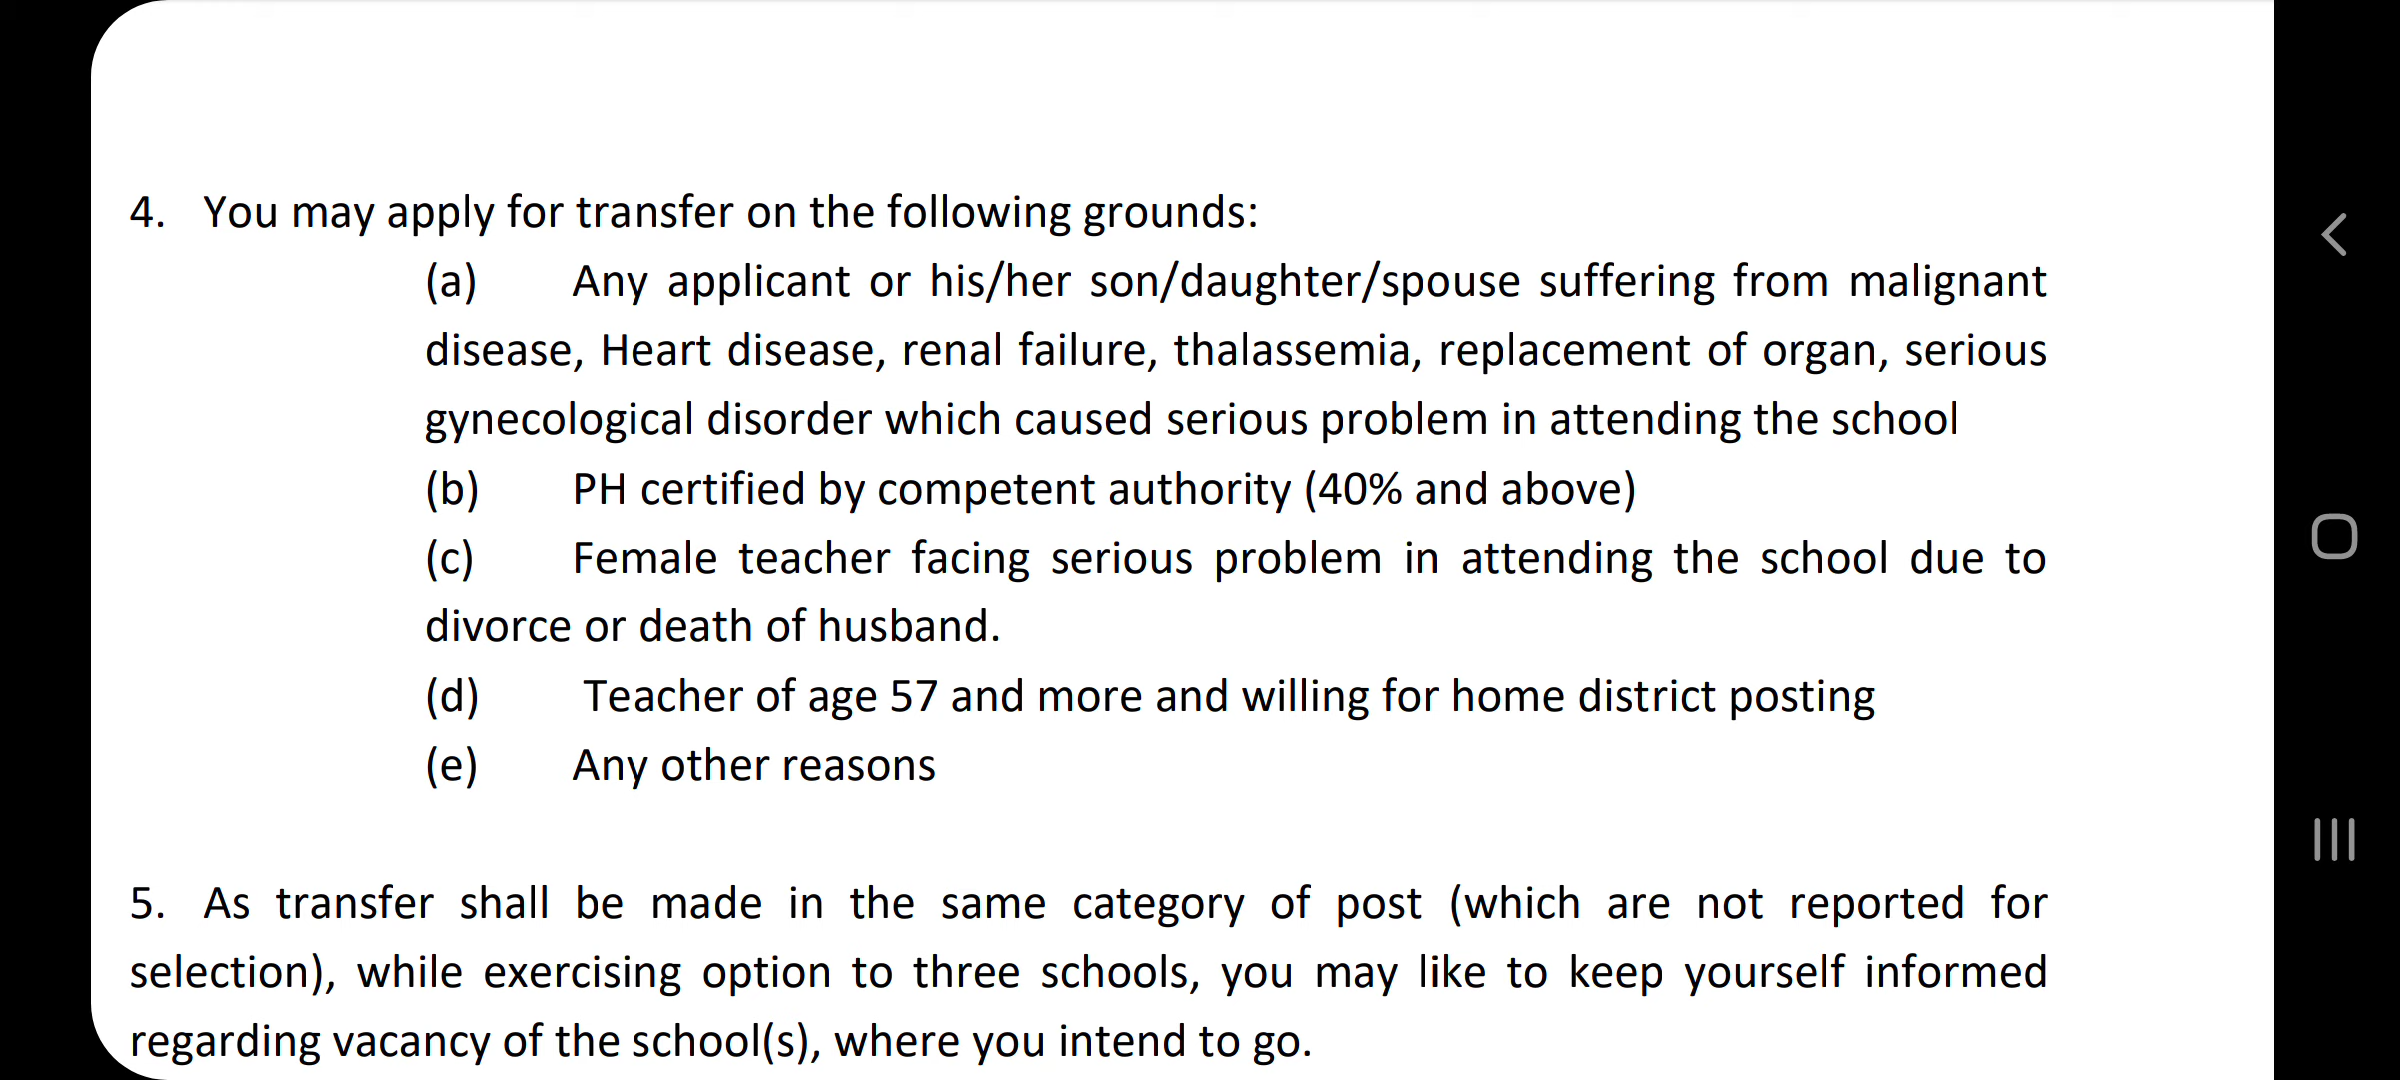 4. You may apply for transfer on the following grounds:
(a) Any applicant or his/her son/daughter/spouse suffering from malignant
disease, Heart disease, renal failure, thalassemia, replacement of organ, serious
gynecological disorder which caused serious problem in attending the school
(b) PH certified by competent authority (40% and above)
(c) Female teacher facing serious problem in attending the school due to
divorce or death of husband.
(d) Teacher of age 57 and more and willing for home district posting
(e) Any other reasons
5. As transfer shall be made in the same category of post (which are not reported for
selection), while exercising option to three schools, you may like to keep yourself informed
regarding vacancy of the school(s), where you intend to go.